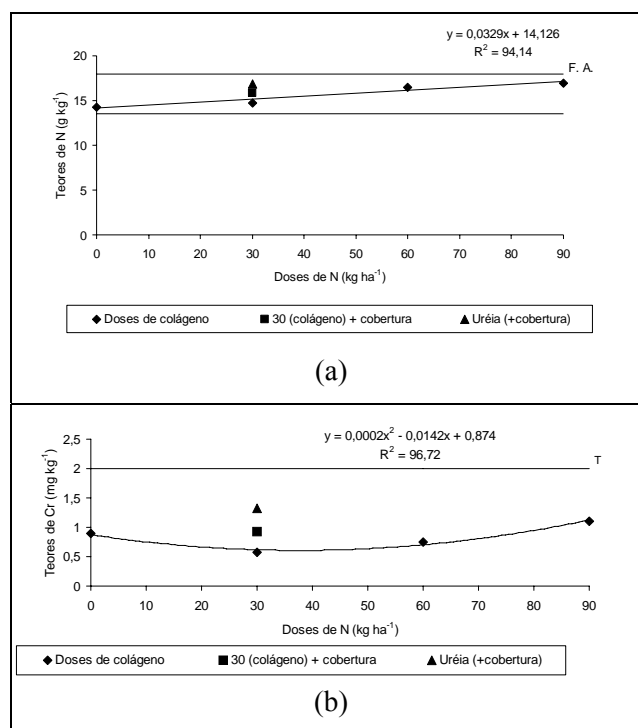 y = 0,0329x + 14,126
R² = 94,14
F. A.
Teores de N (g kg⁻¹)
20
15
10
5
0
0 10 20 30 40 50 60 70 80 90
Doses de N (kg ha⁻¹)
Doses de colágeno 30 (colágeno) + cobertura Uréia (+cobertura)
(a)
y = 0,0002x² - 0,0142x + 0,874
R² = 96,72
T
Teores de Cr (mg kg⁻¹)
2,5
2
1,5
1
0,5
0
0 10 20 30 40 50 60 70 80 90
Doses de N (kg ha⁻¹)
Doses de colágeno 30 (colágeno) + cobertura Uréia (+cobertura)
(b)